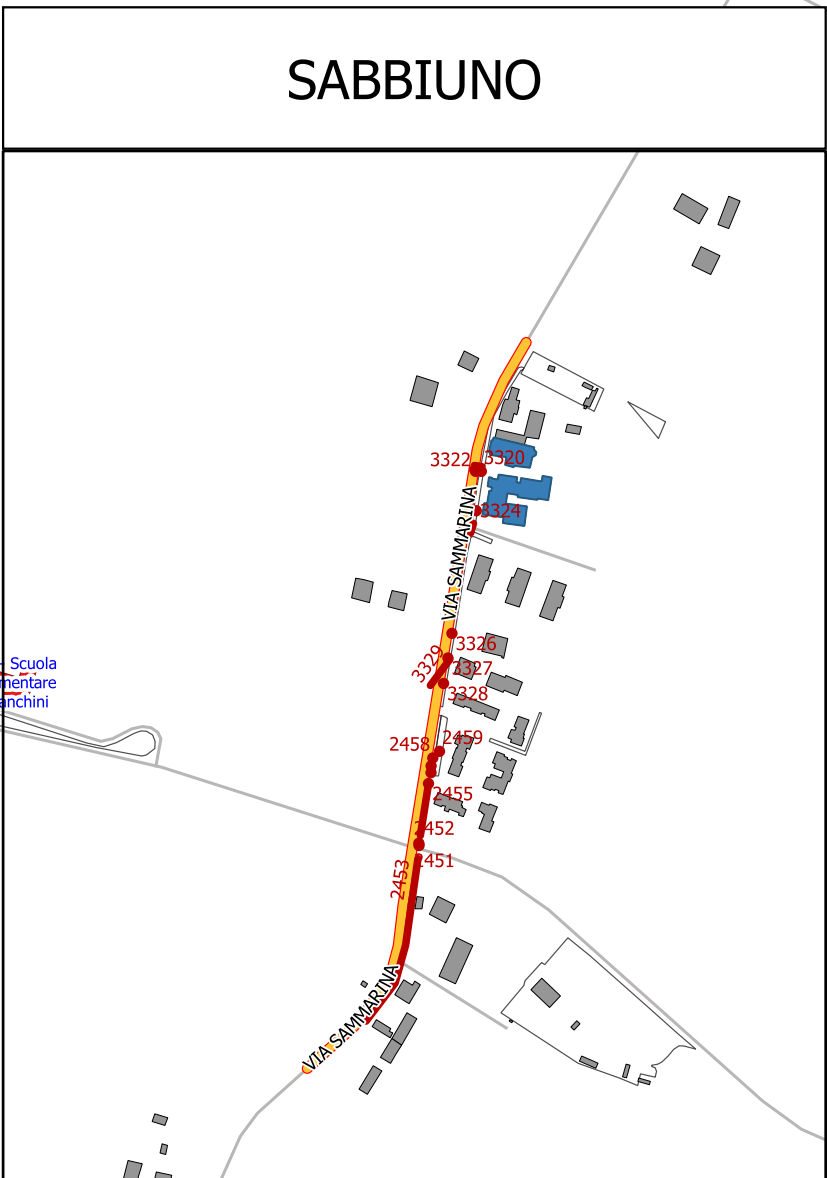 SABBIUNO
3322
3320
3324
VIA SAMMARINA
3326
3329
3327
3328
- Scuola
mentare
anchini
2458
2459
2455
2452
2451
2453
VIA SAMMARINA